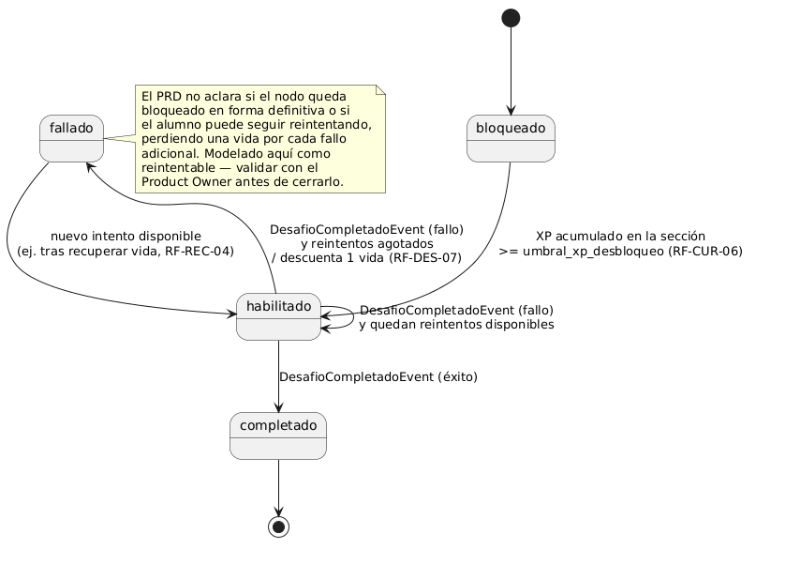 El PRD no aclara si el nodo queda
bloqueado en forma definitiva o si
el alumno puede seguir reintentando,
perdiendo una vida por cada fallo
adicional. Modelado aquí como
reintentable — validar con el
Product Owner antes de cerrarlo.
fallado
bloqueado
nuevo intento disponible
(ej. tras recuperar vida, RF-REC-04)
DesafioCompletadoEvent (fallo)
y reintentos agotados
/ descuenta 1 vida (RF-DES-07)
XP acumulado en la sección
>= umbral_xp_desbloqueo (RF-CUR-06)
habilitado
DesafioCompletadoEvent (fallo)
y quedan reintentos disponibles
DesafioCompletadoEvent (éxito)
completado